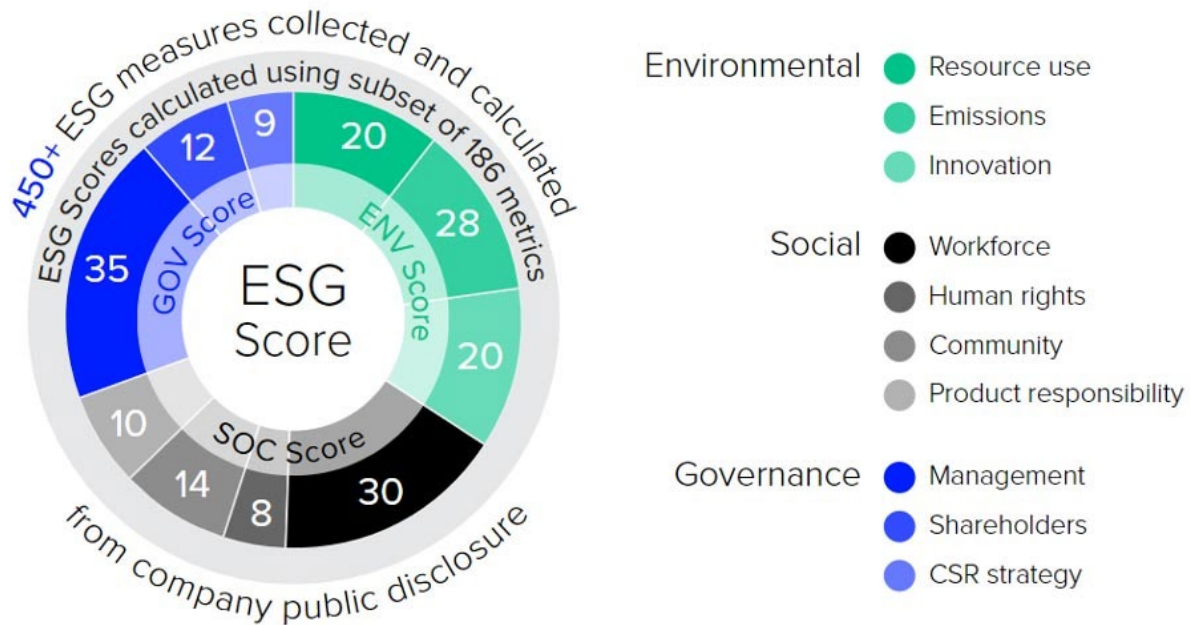 450+ ESG measures collected and calculated
ESG Scores calculated using subset of 186 metrics
20
28
20
30
8
14
10
35
12
9
ENV Score
SOC Score
GOV Score
ESG
Score
from company public disclosure
Environmental
Resource use
Emissions
Innovation
Social
Workforce
Human rights
Community
Product responsibility
Governance
Management
Shareholders
CSR strategy